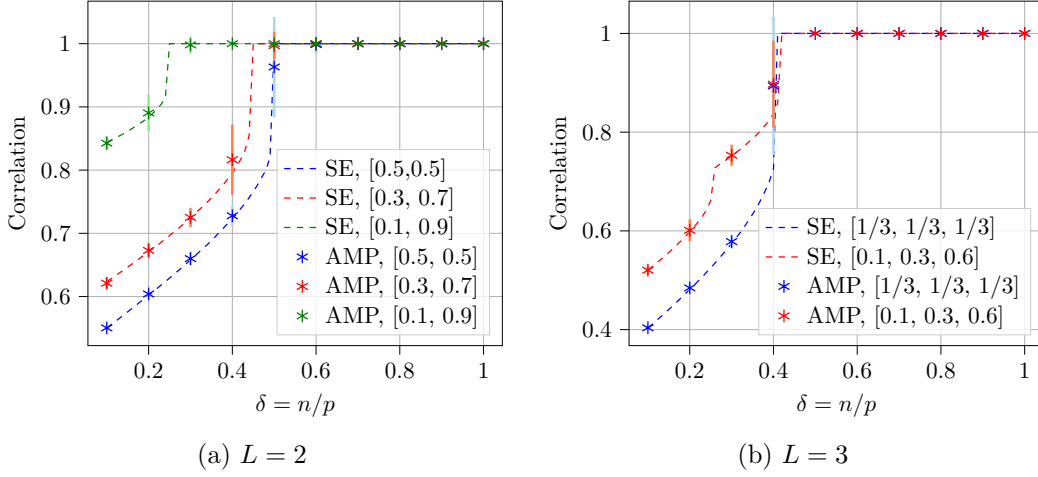 1
0.9
0.8
0.7
0.6
Correlation
0.2
0.4
0.6
0.8
1
δ = n/p
SE, [0.5,0.5]
SE, [0.3, 0.7]
SE, [0.1, 0.9]
AMP, [0.5, 0.5]
AMP, [0.3, 0.7]
AMP, [0.1, 0.9]
(a) L = 2
1
0.8
0.6
0.4
Correlation
0.2
0.4
0.6
0.8
1
δ = n/p
SE, [1/3, 1/3, 1/3]
SE, [0.1, 0.3, 0.6]
AMP, [1/3, 1/3, 1/3]
AMP, [0.1, 0.3, 0.6]
(b) L = 3